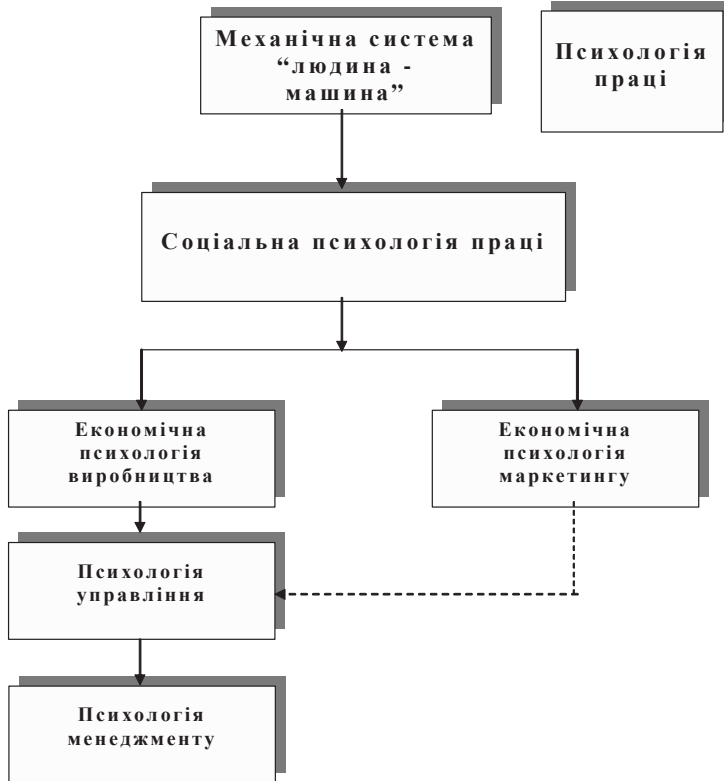 Механічна система
“людина -
машина”
Психологія
праці
Соціальна психологія праці
Економічна
психологія
виробництва
Економічна
психологія
маркетингу
Психологія
управління
Психологія
менеджменту